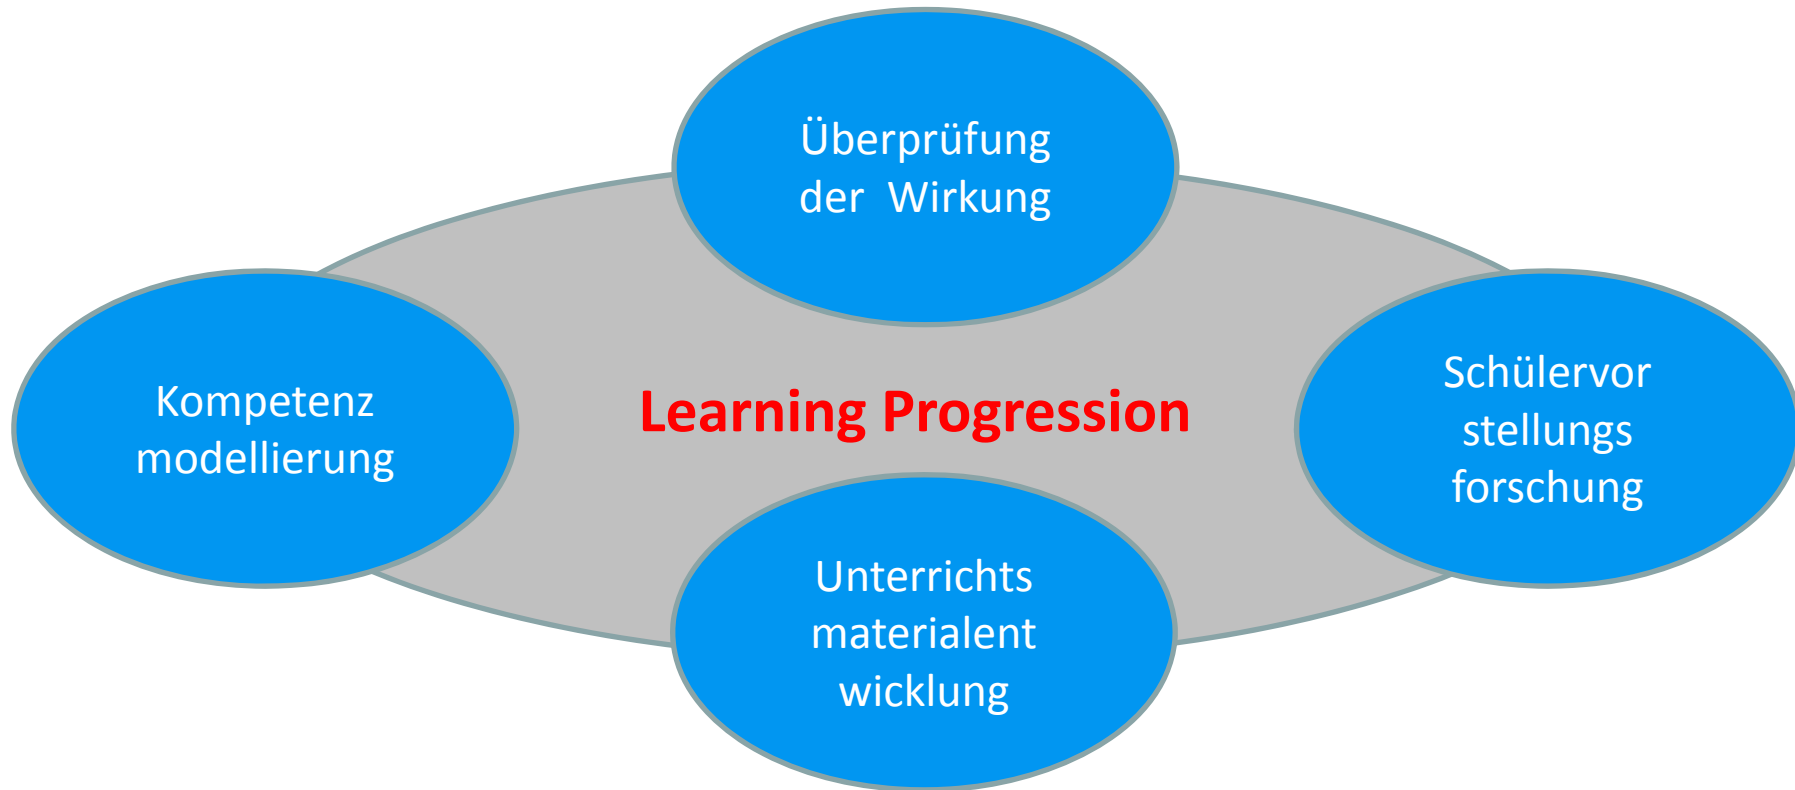 Überprüfung
der  Wirkung
Kompetenz
modellierung
Learning Progression
Schülervor
stellungs
forschung
Unterrichts
materialent
wicklung